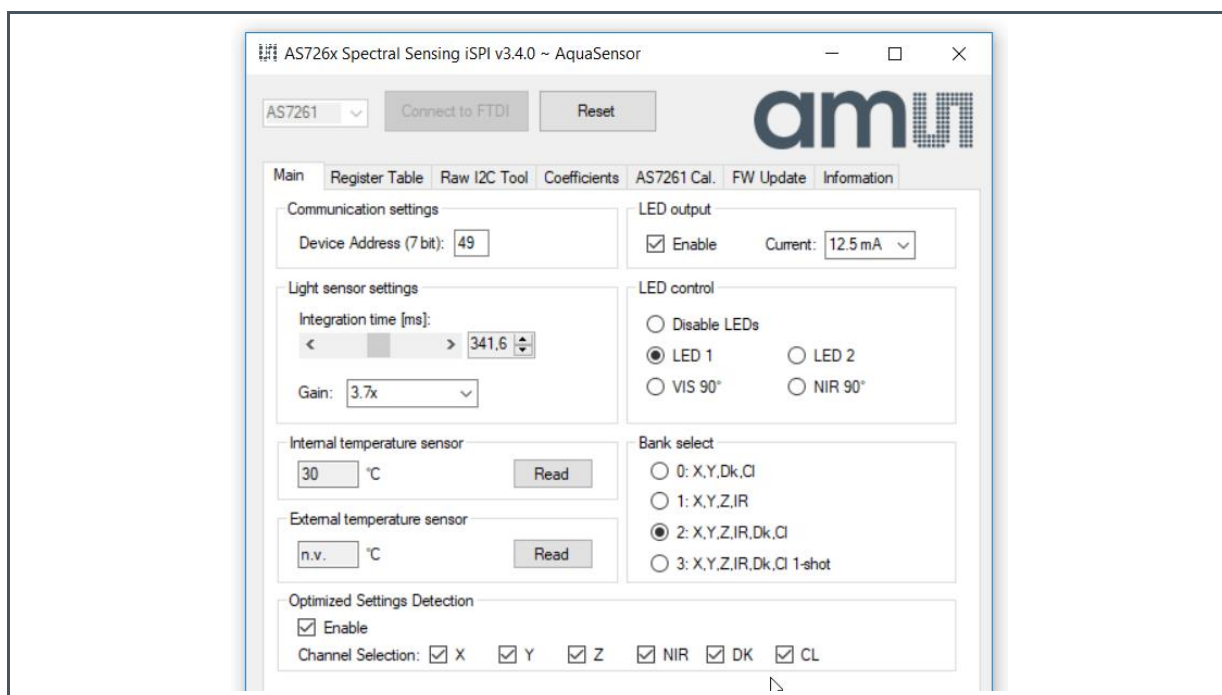 AS726x Spectral Sensing iSPI v3.4.0 ~ AquaSensor
AS7261 Connect to FTDI Reset
am
Main Register Table Raw I2C Tool Coefficients AS7261 Cal. FW Update Information
Communication settings
Device Address (7 bit): 49
LED output
Enable Current: 12.5 mA
Light sensor settings
Integration time [ms]:
341,6
Gain: 3.7x
LED control
Disable LEDs
LED 1 LED 2
VIS 90° NIR 90°
Internal temperature sensor
30 °C Read
External temperature sensor
n.v. °C Read
Bank select
0: X,Y,Dk,Cl
1: X,Y,Z,IR
2: X,Y,Z,IR,Dk,Cl
3: X,Y,Z,IR,Dk,Cl 1-shot
Optimized Settings Detection
Enable
Channel Selection: X Y Z NIR DK CL